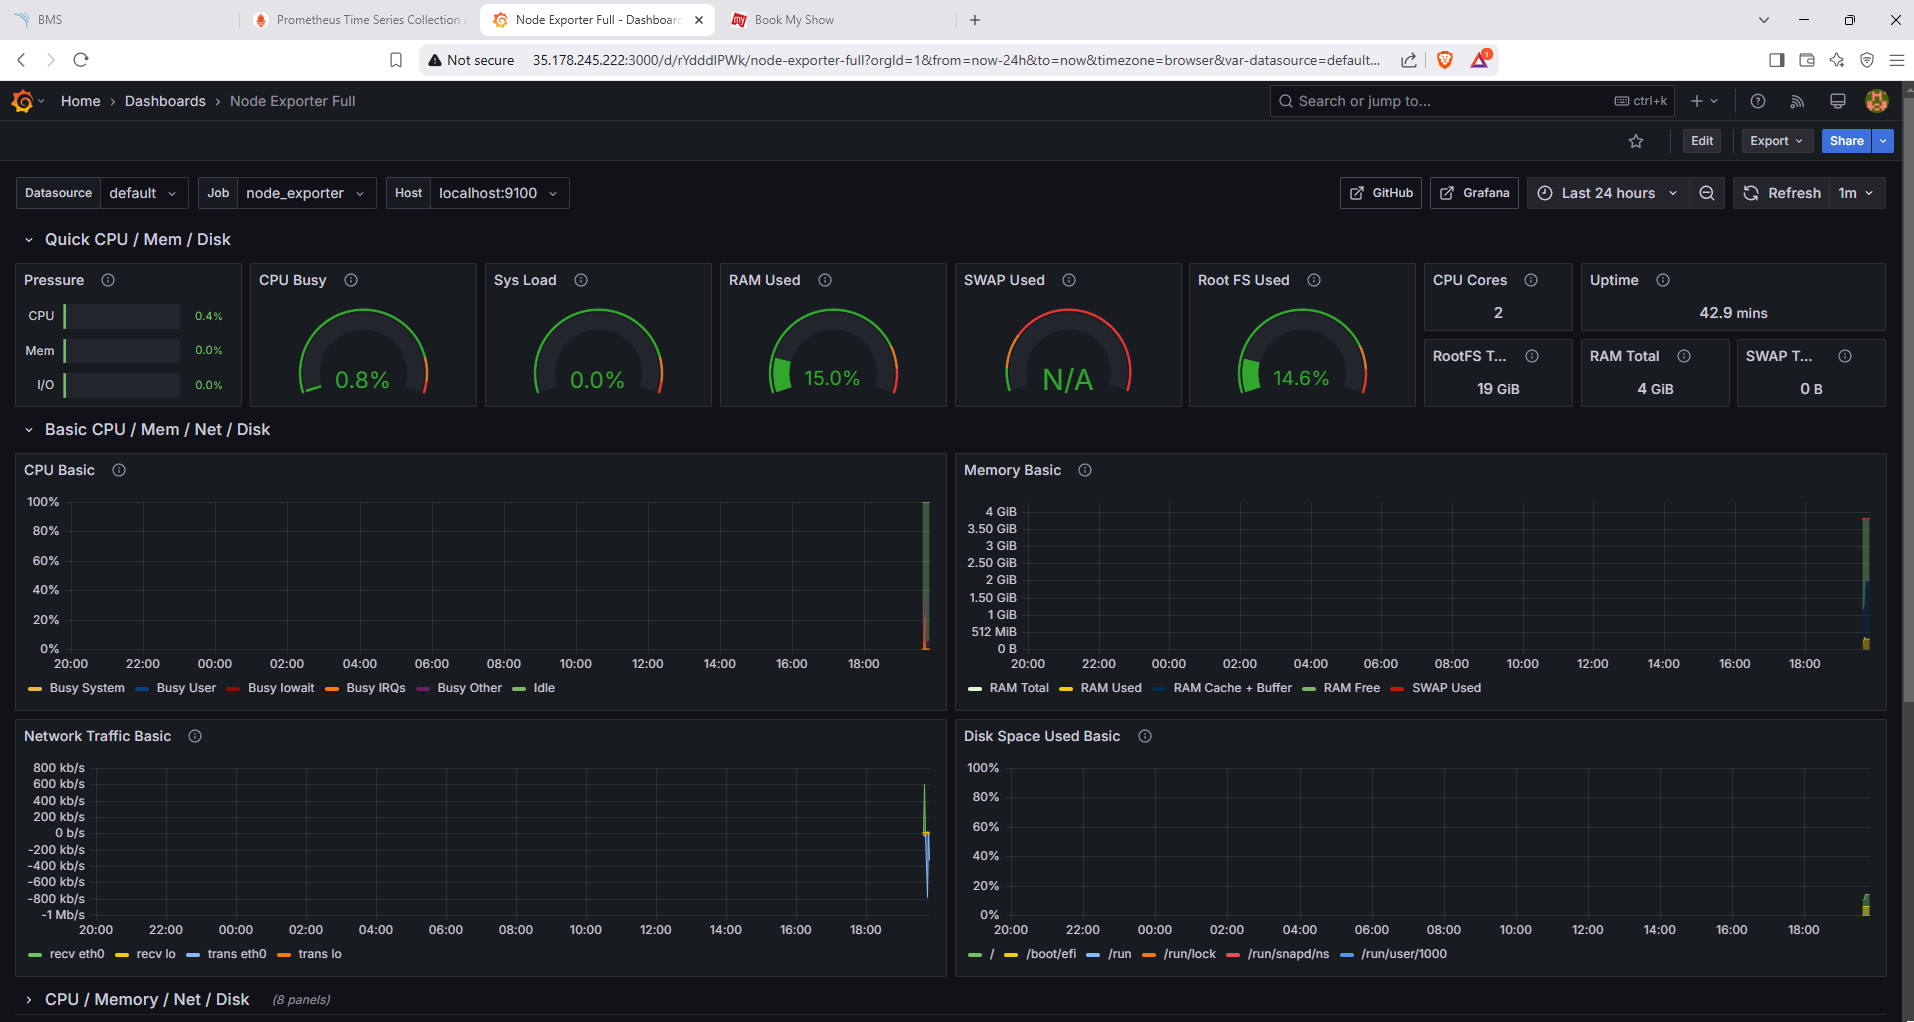 BMS
Prometheus Time Series Collection
Node Exporter Full - Dashboar
Book My Show
Not secure 35.178.245.222:3000/d/rYdddlPWk/node-exporter-full?orgId=1&from=now-24h&to=now&timezone=browser&var-datasource=default...
1
Home › Dashboards › Node Exporter Full
Search or jump to... ctrl+k
Edit Export Share
Datasource default Job node_exporter Host localhost:9100
GitHub Grafana Last 24 hours Refresh 1m
Quick CPU / Mem / Disk
Pressure
CPU 0.4%
Mem 0.0%
I/O 0.0%
CPU Busy
0.8%
Sys Load
0.0%
RAM Used
15.0%
SWAP Used
N/A
Root FS Used
14.6%
CPU Cores
2
Uptime
42.9 mins
RootFS T...
19 GiB
RAM Total
4 GiB
SWAP T...
0 B
Basic CPU / Mem / Net / Disk
CPU Basic
100%
80%
60%
40%
20%
0%
20:00 22:00 00:00 02:00 04:00 06:00 08:00 10:00 12:00 14:00 16:00 18:00
Busy System Busy User Busy Iowait Busy IRQs Busy Other Idle
Memory Basic
4 GiB
3.50 GiB
3 GiB
2.50 GiB
2 GiB
1.50 GiB
1 GiB
512 MiB
0 B
20:00 22:00 00:00 02:00 04:00 06:00 08:00 10:00 12:00 14:00 16:00 18:00
RAM Total RAM Used RAM Cache + Buffer RAM Free SWAP Used
Network Traffic Basic
800 kb/s
600 kb/s
400 kb/s
200 kb/s
0 b/s
-200 kb/s
-400 kb/s
-600 kb/s
-800 kb/s
-1 Mb/s
20:00 22:00 00:00 02:00 04:00 06:00 08:00 10:00 12:00 14:00 16:00 18:00
recv eth0 recv lo trans eth0 trans lo
Disk Space Used Basic
100%
80%
60%
40%
20%
0%
20:00 22:00 00:00 02:00 04:00 06:00 08:00 10:00 12:00 14:00 16:00 18:00
/ /boot/efi /run /run/lock /run/snapd/ns /run/user/1000
CPU / Memory / Net / Disk (8 panels)